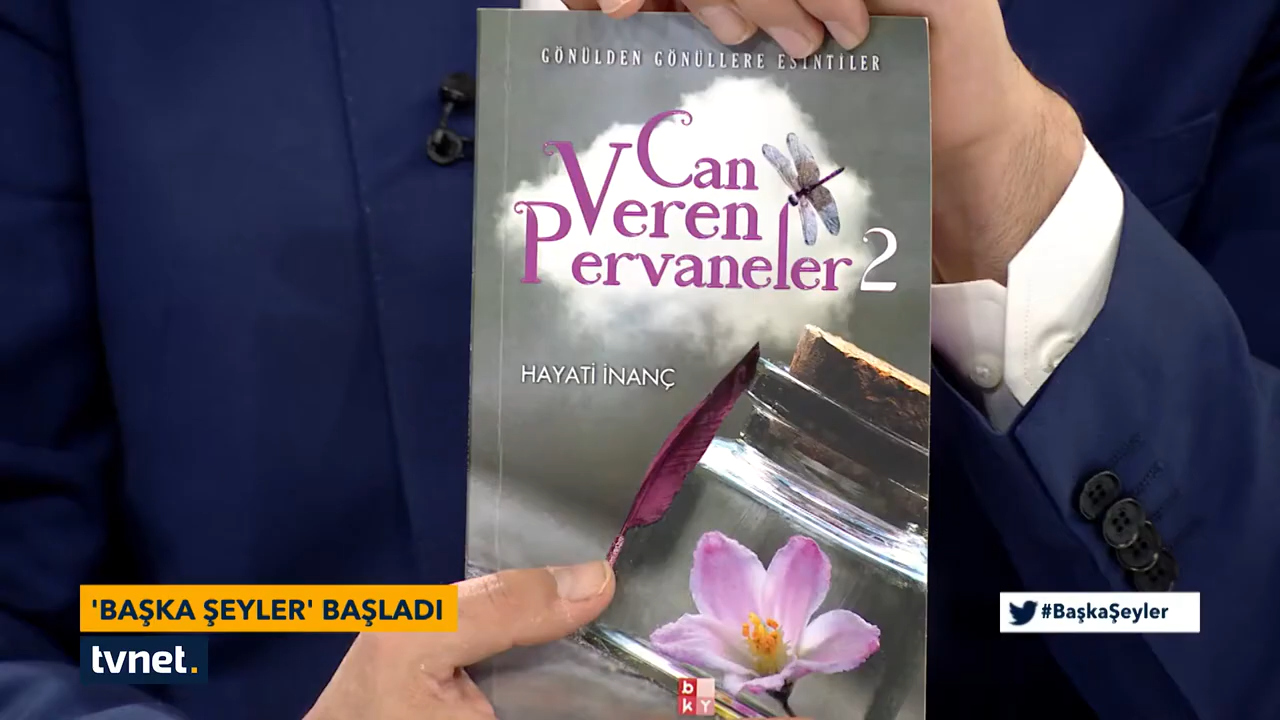 GÖNÜLDEN GÖNÜLLERE ESİNTİLER
Can
Veren
Pervaneler 2
HAYATİ İNANÇ
bky
'BAŞKA ŞEYLER' BAŞLADI
tvnet.
#BaşkaŞeyler